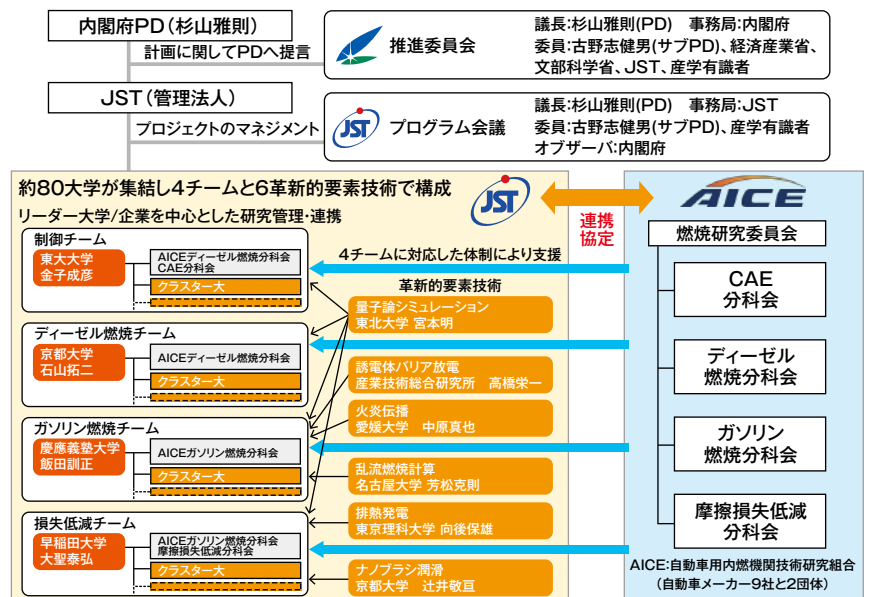 内閣府PD(杉山雅則)
計画に関してPDへ提言
推進委員会
議長:杉山雅則(PD) 事務局:内閣府
委員:古野志健男(サブPD)、経済産業省、
文部科学省、JST、産学有識者
JST(管理法人)
プロジェクトのマネジメント
JST
プログラム会議
議長:杉山雅則(PD) 事務局:JST
委員:古野志健男(サブPD)、産学有識者
オブザーバ:内閣府
約80大学が集結し4チームと6革新的要素技術で構成
リーダー大学/企業を中心とした研究管理・連携
JST
連携
協定
AICE
制御チーム
東大大学
金子成彦
AICEディーゼル燃焼分科会
CAE分科会
クラスター大
4チームに対応した体制により支援
革新的要素技術
量子論シミュレーション
東北大学 宮本明
ディーゼル燃焼チーム
京都大学
石山拓二
AICEディーゼル燃焼分科会
クラスター大
誘電体バリア放電
産業技術総合研究所 高橋栄一
火炎伝播
愛媛大学 中原真也
ガソリン燃焼チーム
慶應義塾大学
飯田訓正
AICEガソリン燃焼分科会
クラスター大
乱流燃焼計算
名古屋大学 芳松克則
排熱発電
東京理科大学 向後保雄
損失低減チーム
早稲田大学
大聖泰弘
AICEガソリン燃焼分科会
摩擦損失低減分科会
クラスター大
ナノブラシ潤滑
京都大学 辻井敬亘
燃焼研究委員会
CAE
分科会
ディーゼル
燃焼分科会
ガソリン
燃焼分科会
摩擦損失低減
分科会
AICE:自動車用内燃機関技術研究組合
(自動車メーカー9社と2団体)